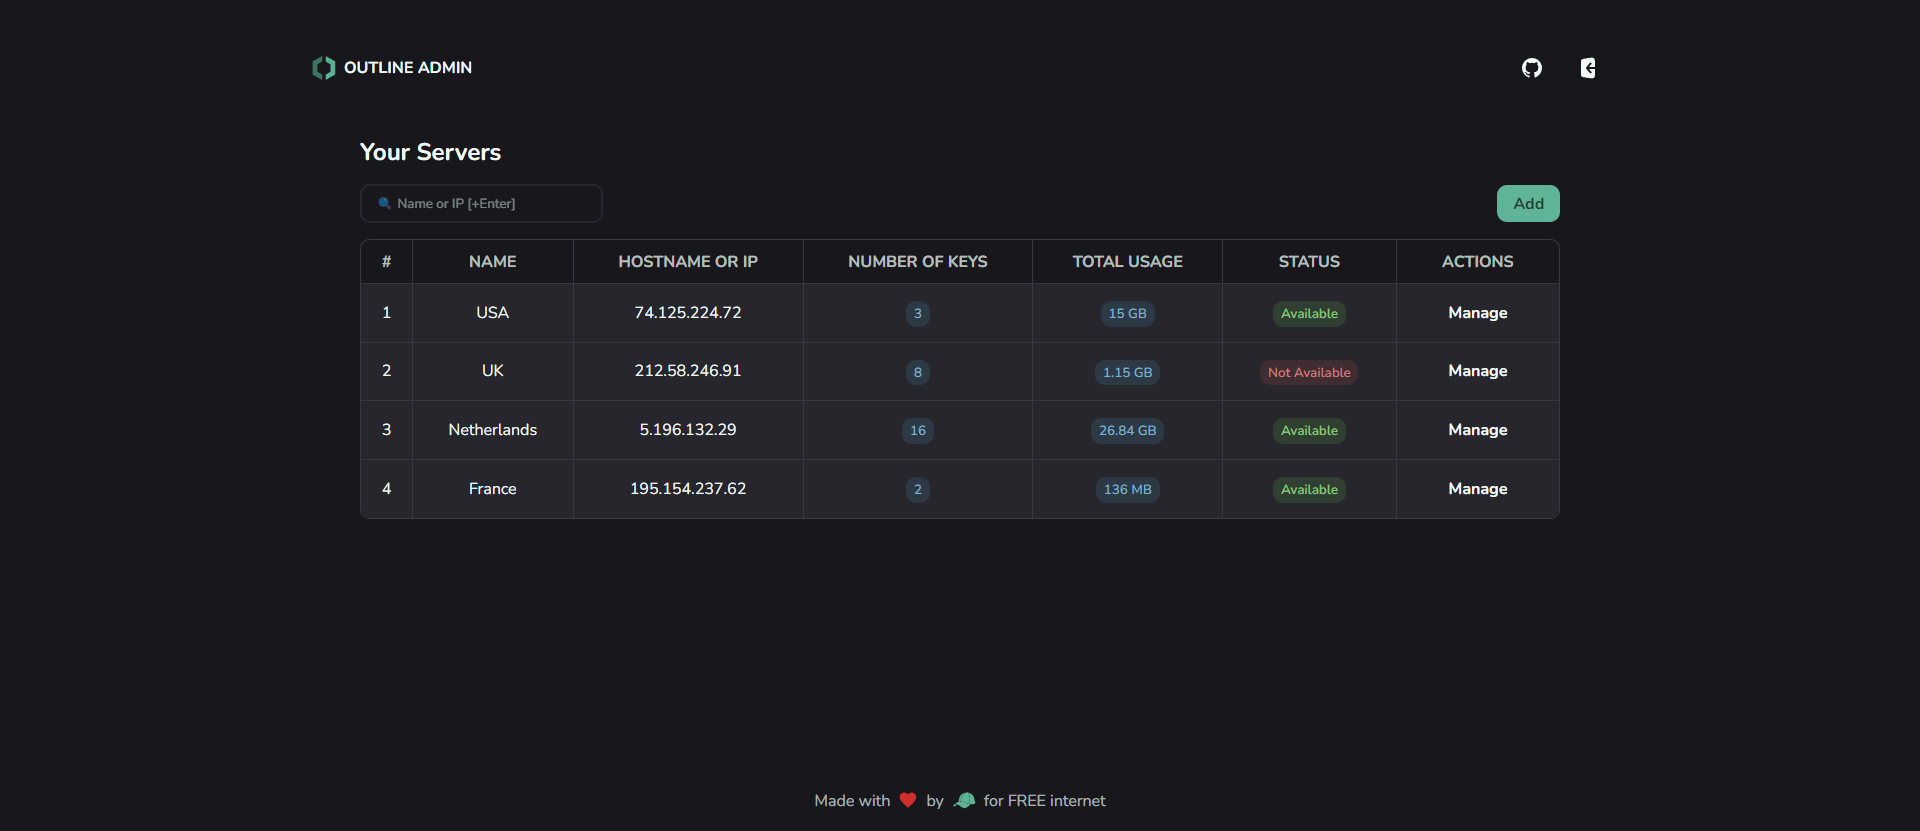 OUTLINE ADMIN
Your Servers
Name or IP [+Enter]
Add
# NAME HOSTNAME OR IP NUMBER OF KEYS TOTAL USAGE STATUS ACTIONS
1 USA 74.125.224.72 3 15 GB Available Manage
2 UK 212.58.246.91 8 1.15 GB Not Available Manage
3 Netherlands 5.196.132.29 16 26.84 GB Available Manage
4 France 195.154.237.62 2 136 MB Available Manage
Made with by for FREE internet